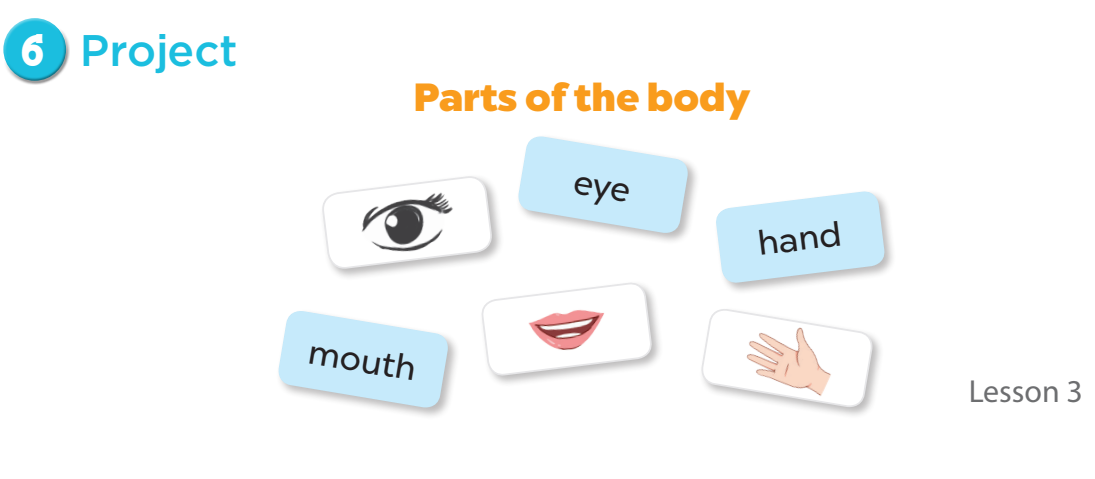 6 Project
Parts of the body
eye
hand
mouth
Lesson 3